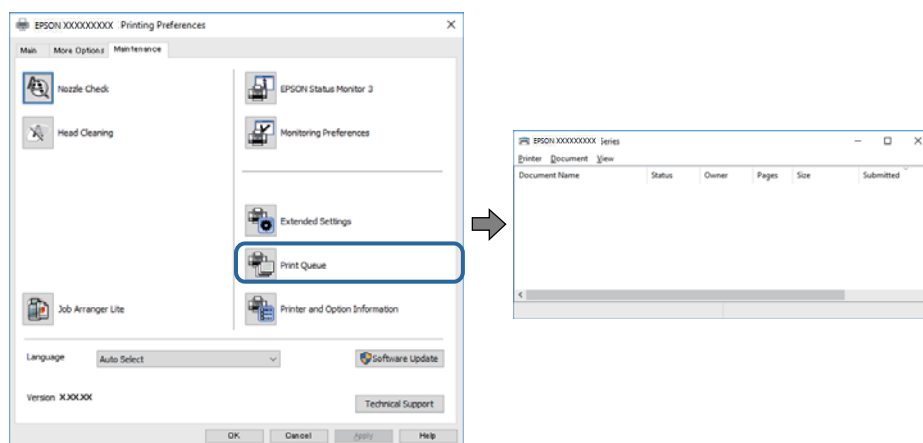 EPSON XXXXXXXXX Printing Preferences
Main More Options Maintenance
Nozzle Check
EPSON Status Monitor 3
Head Cleaning
Monitoring Preferences
Extended Settings
Print Queue
Job Arranger Lite
Printer and Option Information
Language Auto Select Software Update
Version X.XX.XX
Technical Support
OK Cancel Apply Help
EPSON XXXXXXXXX Series
Printer Document View
Document Name Status Owner Pages Size Submitted